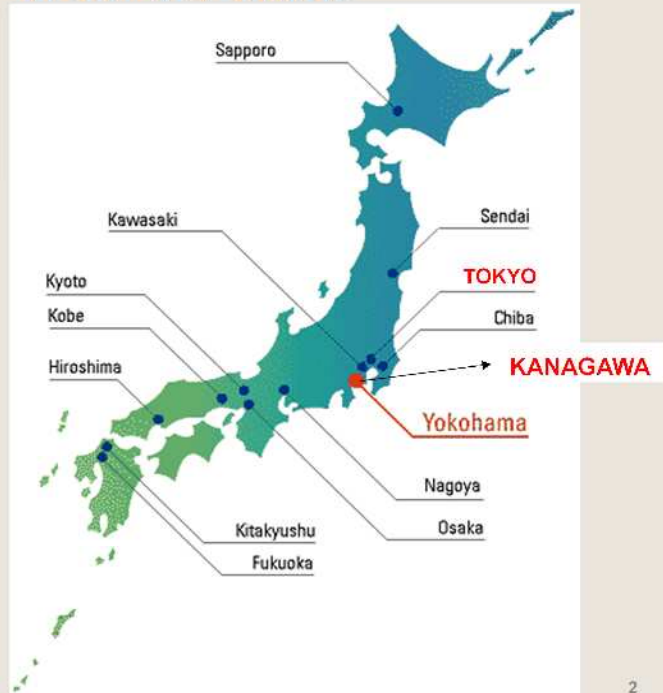 Sapporo
Kawasaki
Sendai
Kyoto
TOKYO
Kobe
Chiba
Hiroshima
KANAGAWA
Yokohama
Nagoya
Kitakyushu
Osaka
Fukuoka
2